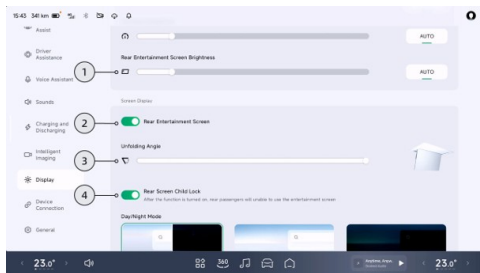 15:43 341 km
Assist
AUTO
Driver
Assistance
Rear Entertainment Screen Brightness
1
AUTO
Voice Assistant
Sounds
Screen Display
Charging and
Discharging
2
Rear Entertainment Screen
Unfolding Angle
Intelligent
Imaging
3
Display
4
Rear Screen Child Lock
After the function is turned on, rear passengers will unable to use the entertainment screen
Device
Connection
Day/Night Mode
General
23.0°
360
23.0°